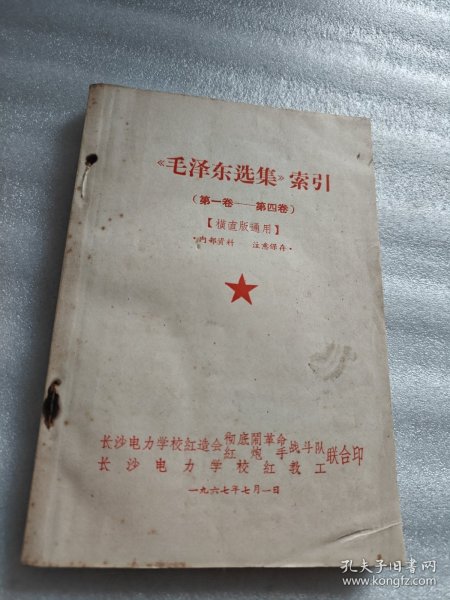 《毛泽东选集》索引
（第一卷——第四卷）
【横直版通用】
·内部资料 注意保存·
长沙电力学校红造会彻底闹革命红炮手战斗队联合印
长沙电力学校红教工
一九六七年七月一日
孔夫子旧书网
www.kongfz.com